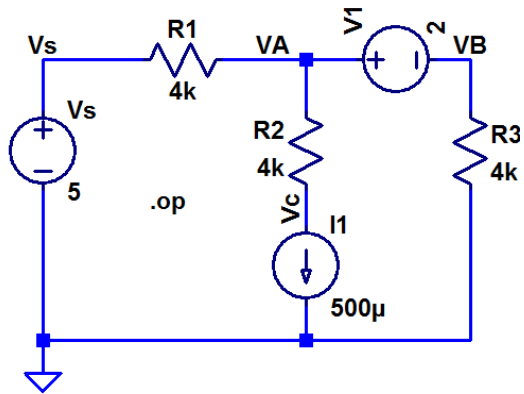 Vs R1 VA V1 2 VB
4k
Vs
+
−
5
+ −
R2
4k
R3
4k
.op
Vc I1
500µ